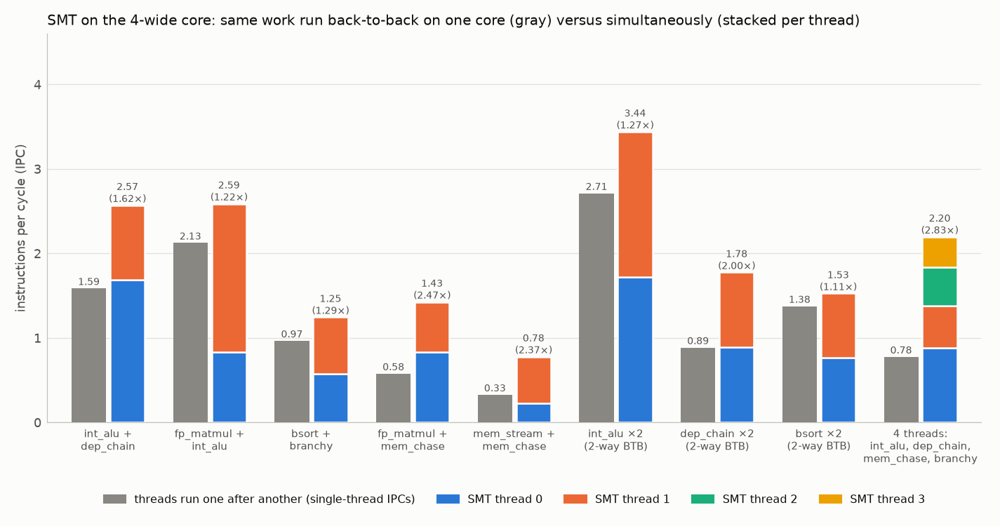 SMT on the 4-wide core: same work run back-to-back on one core (gray) versus simultaneously (stacked per thread)
instructions per cycle (IPC)
4
3
2
1
0
1.59
2.57
(1.62×)
2.13
2.59
(1.22×)
0.97
1.25
(1.29×)
0.58
1.43
(2.47×)
0.33
0.78
(2.37×)
2.71
3.44
(1.27×)
0.89
1.78
(2.00×)
1.38
1.53
(1.11×)
0.78
2.20
(2.83×)
int_alu +
dep_chain
fp_matmul +
int_alu
bsort +
branchy
fp_matmul +
mem_chase
mem_stream +
mem_chase
int_alu ×2
(2-way BTB)
dep_chain ×2
(2-way BTB)
bsort ×2
(2-way BTB)
4 threads:
int_alu, dep_chain,
mem_chase, branchy
threads run one after another (single-thread IPCs)
SMT thread 0
SMT thread 1
SMT thread 2
SMT thread 3